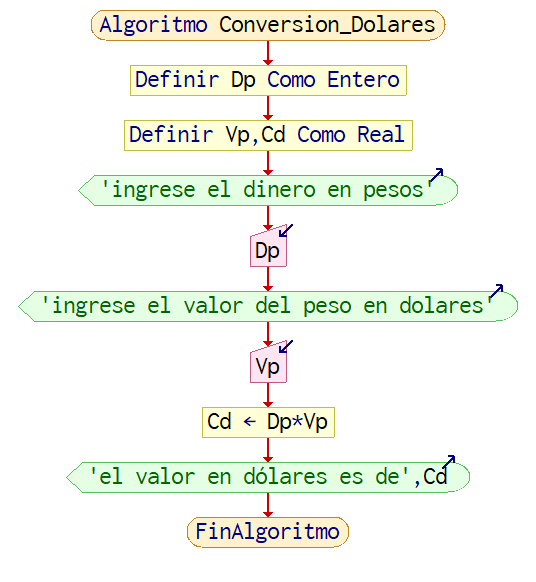 Algoritmo Conversion_Dolares
Definir Dp Como Entero
Definir Vp,Cd Como Real
'ingrese el dinero en pesos'
Dp
'ingrese el valor del peso en dolares'
Vp
Cd ← Dp*Vp
'el valor en dólares es de',Cd
FinAlgoritmo